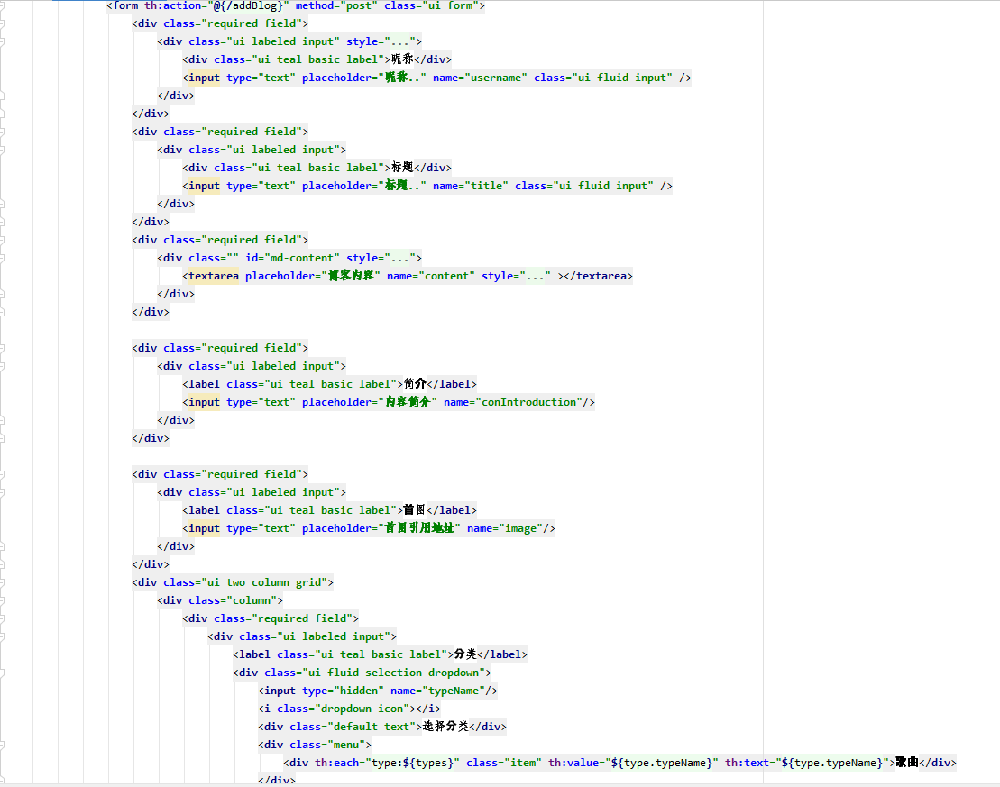 <form th:action="@{/addBlog}" method="post" class="ui form">
<div class="required field">
<div class="ui labeled input" style="...">
<div class="ui teal basic label">昵称</div>
<input type="text" placeholder="昵称.." name="username" class="ui fluid input" />
</div>
</div>
<div class="required field">
<div class="ui labeled input">
<div class="ui teal basic label">标题</div>
<input type="text" placeholder="标题.." name="title" class="ui fluid input" />
</div>
</div>
<div class="required field">
<div class="" id="md-content" style="...">
<textarea placeholder="博客内容" name="content" style="..." ></textarea>
</div>
</div>
<div class="required field">
<div class="ui labeled input">
<label class="ui teal basic label">简介</label>
<input type="text" placeholder="内容简介" name="conIntroduction"/>
</div>
</div>
<div class="required field">
<div class="ui labeled input">
<label class="ui teal basic label">首图</label>
<input type="text" placeholder="首图引用地址" name="image"/>
</div>
</div>
<div class="ui two column grid">
<div class="column">
<div class="required field">
<div class="ui labeled input">
<label class="ui teal basic label">分类</label>
<div class="ui fluid selection dropdown">
<input type="hidden" name="typeName"/>
<i class="dropdown icon"></i>
<div class="default text">选择分类</div>
<div class="menu">
<div th:each="type:${types}" class="item" th:value="${type.typeName}" th:text="${type.typeName}">歌曲</div>
</div>